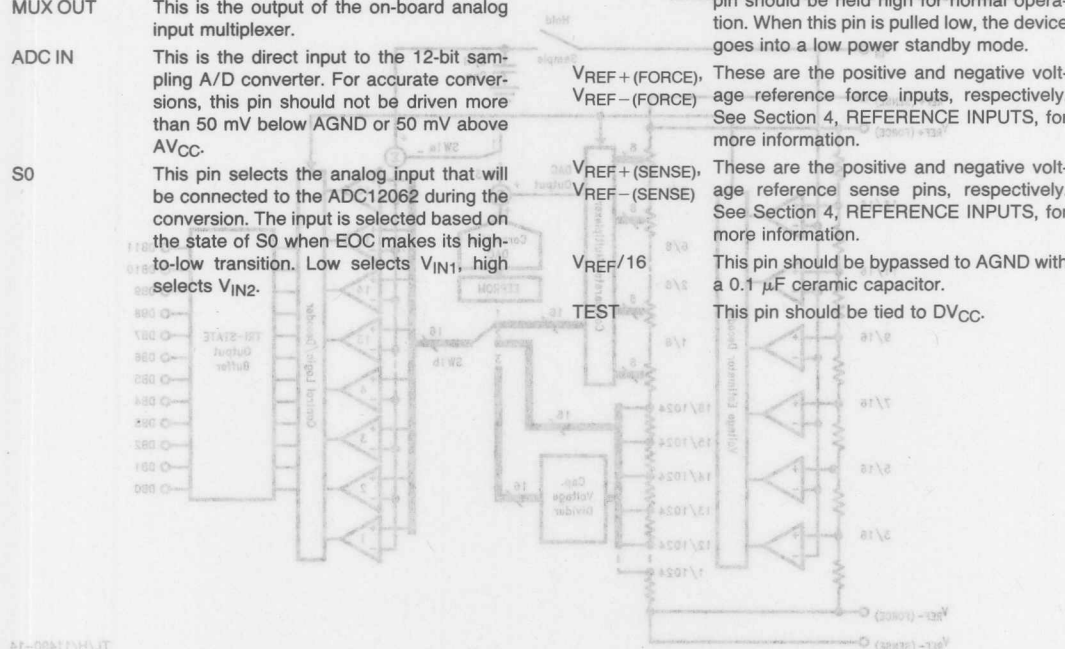 MUX OUT This is the output of the on-board analog
input multiplexer.
ADC IN This is the direct input to the 12-bit sam-
pling A/D converter. For accurate conver-
sions, this pin should not be driven more
than 50 mV below AGND or 50 mV above
AVCC.
S0 This pin selects the analog input that will
be connected to the ADC12062 during the
conversion. The input is selected based on
the state of S0 when EOC makes its high-
to-low transition. Low selects VIN1, high
selects VIN2.
pin should be held high for normal opera-
tion. When this pin is pulled low, the device
goes into a low power standby mode.
VREF+(FORCE), These are the positive and negative volt-
VREF−(FORCE) age reference force inputs, respectively.
See Section 4, REFERENCE INPUTS, for
more information.
VREF+(SENSE), These are the positive and negative volt-
VREF−(SENSE) age reference sense pins, respectively.
See Section 4, REFERENCE INPUTS, for
more information.
VREF/16 This pin should be bypassed to AGND with
a 0.1 μF ceramic capacitor.
TEST This pin should be tied to DVCC.